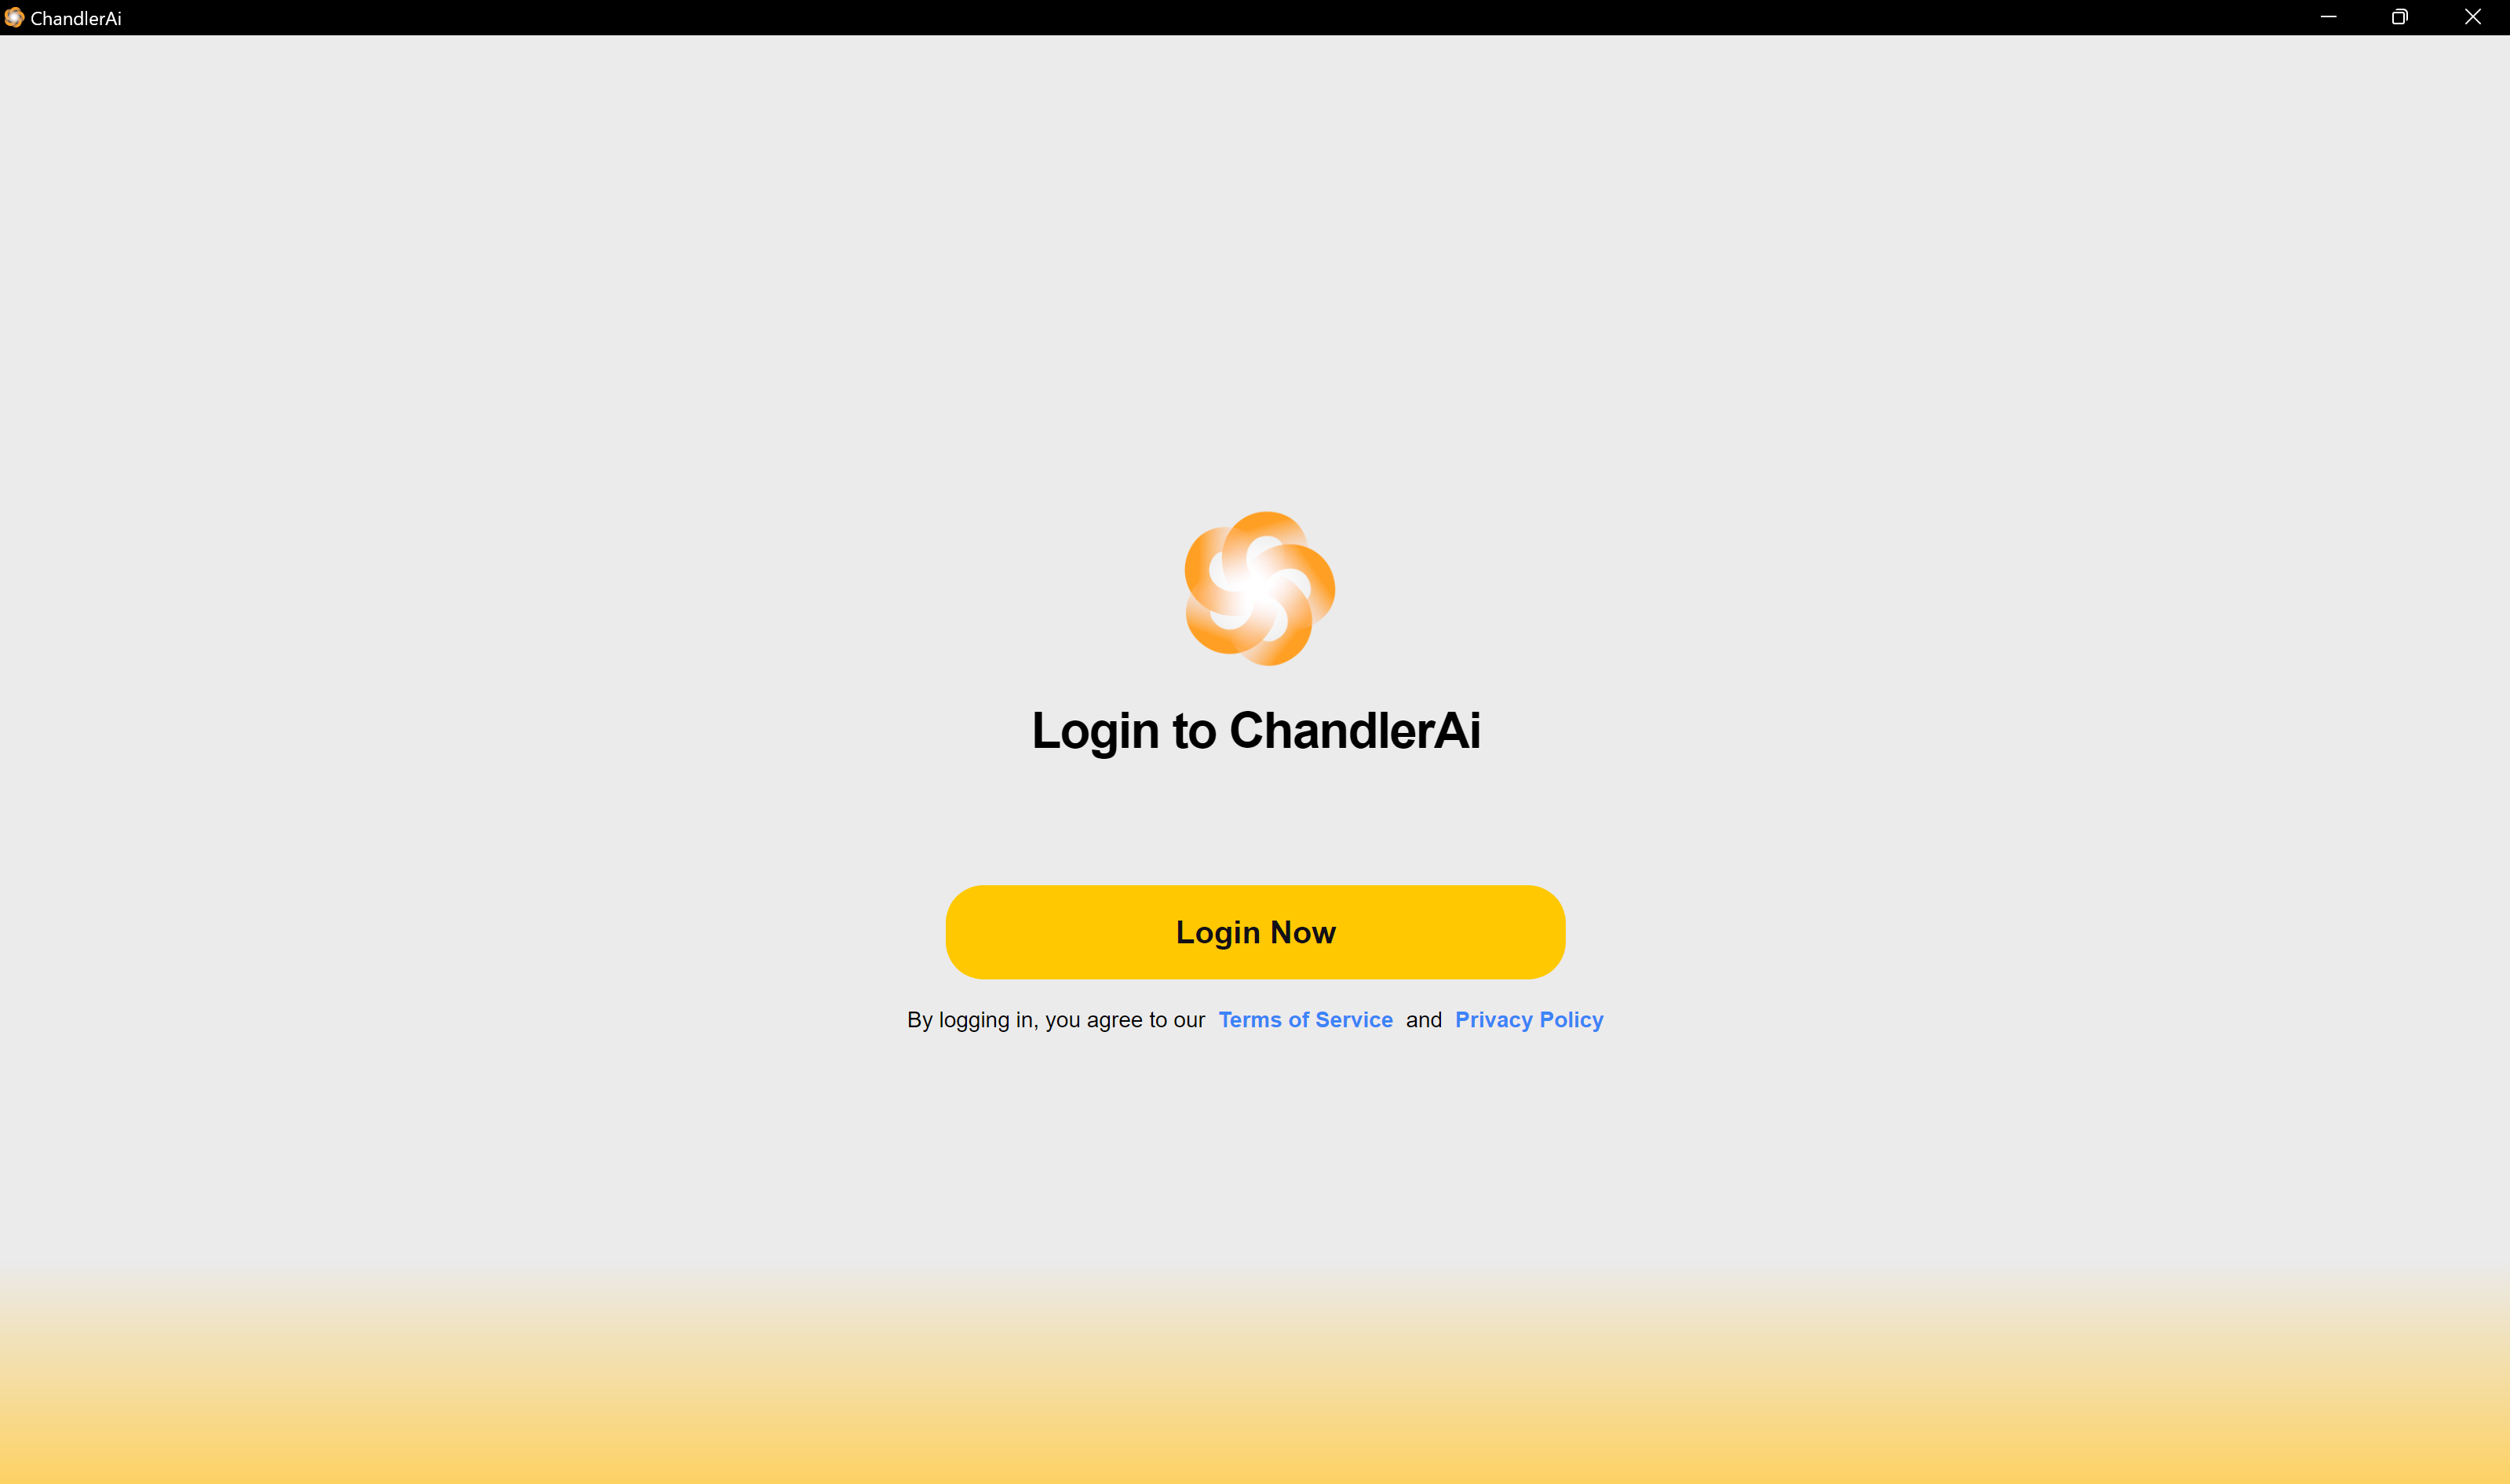 ChandlerAi
Login to ChandlerAi
Login Now
By logging in, you agree to our Terms of Service and Privacy Policy